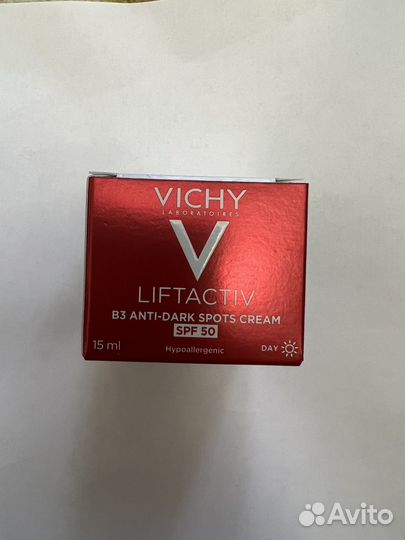 VICHY
LABORATOIRES
V
LIFTACTIV
B3 ANTI-DARK SPOTS CREAM
SPF 50
15 ml
Hypoallergenic
DAY
Avito